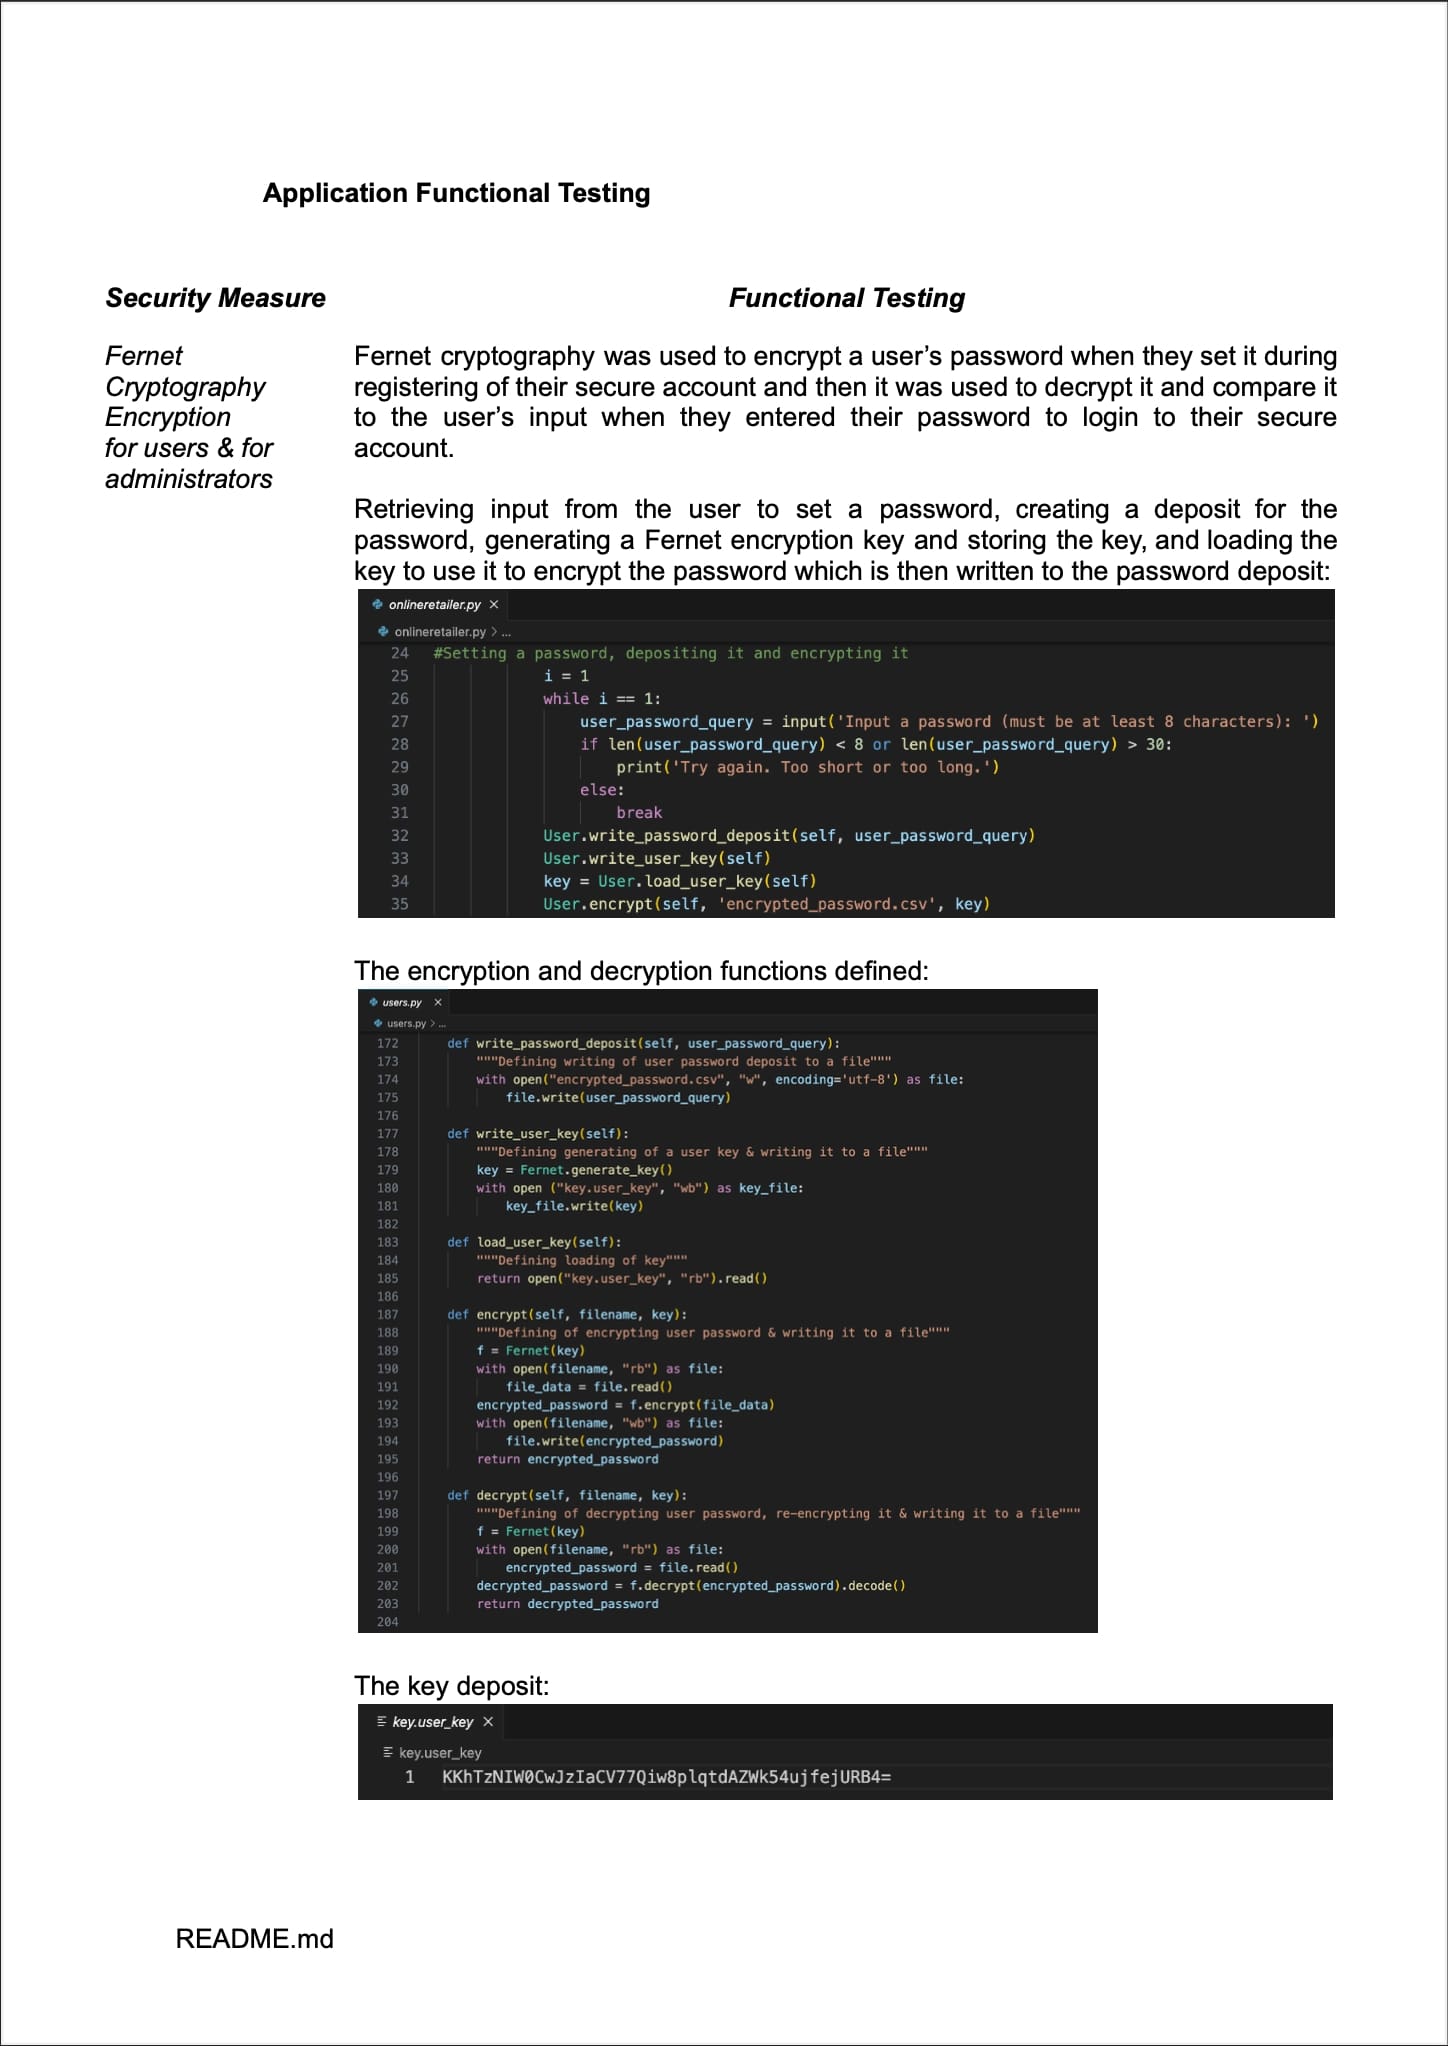 Application Functional Testing
Security Measure
Functional Testing
Fernet
Cryptography
Encryption
for users & for
administrators
Fernet cryptography was used to encrypt a user’s password when they set it during
registering of their secure account and then it was used to decrypt it and compare it
to the user’s input when they entered their password to login to their secure
account.
Retrieving input from the user to set a password, creating a deposit for the
password, generating a Fernet encryption key and storing the key, and loading the
key to use it to encrypt the password which is then written to the password deposit:
onlineretailer.py ×
onlineretailer.py > ...
24 #Setting a password, depositing it and encrypting it
25 i = 1
26 while i == 1:
27 user_password_query = input('Input a password (must be at least 8 characters): ')
28 if len(user_password_query) < 8 or len(user_password_query) > 30:
29 print('Try again. Too short or too long.')
30 else:
31 break
32 User.write_password_deposit(self, user_password_query)
33 User.write_user_key(self)
34 key = User.load_user_key(self)
35 User.encrypt(self, 'encrypted_password.csv', key)
The encryption and decryption functions defined:
users.py ×
users.py > ...
172 def write_password_deposit(self, user_password_query):
173 """Defining writing of user password deposit to a file"""
174 with open("encrypted_password.csv", "w", encoding='utf-8') as file:
175 file.write(user_password_query)
176
177 def write_user_key(self):
178 """Defining generating of a user key & writing it to a file"""
179 key = Fernet.generate_key()
180 with open ("key.user_key", "wb") as key_file:
181 key_file.write(key)
182
183 def load_user_key(self):
184 """Defining loading of key"""
185 return open("key.user_key", "rb").read()
186
187 def encrypt(self, filename, key):
188 """Defining of encrypting user password & writing it to a file"""
189 f = Fernet(key)
190 with open(filename, "rb") as file:
191 file_data = file.read()
192 encrypted_password = f.encrypt(file_data)
193 with open(filename, "wb") as file:
194 file.write(encrypted_password)
195 return encrypted_password
196
197 def decrypt(self, filename, key):
198 """Defining of decrypting user password, re-encrypting it & writing it to a file"""
199 f = Fernet(key)
200 with open(filename, "rb") as file:
201 encrypted_password = file.read()
202 decrypted_password = f.decrypt(encrypted_password).decode()
203 return decrypted_password
204
The key deposit:
key.user_key ×
key.user_key
1 KKhTzNIW0CwJzIaCV77Qiw8plqtdAZWk54ujfejURB4=
README.md